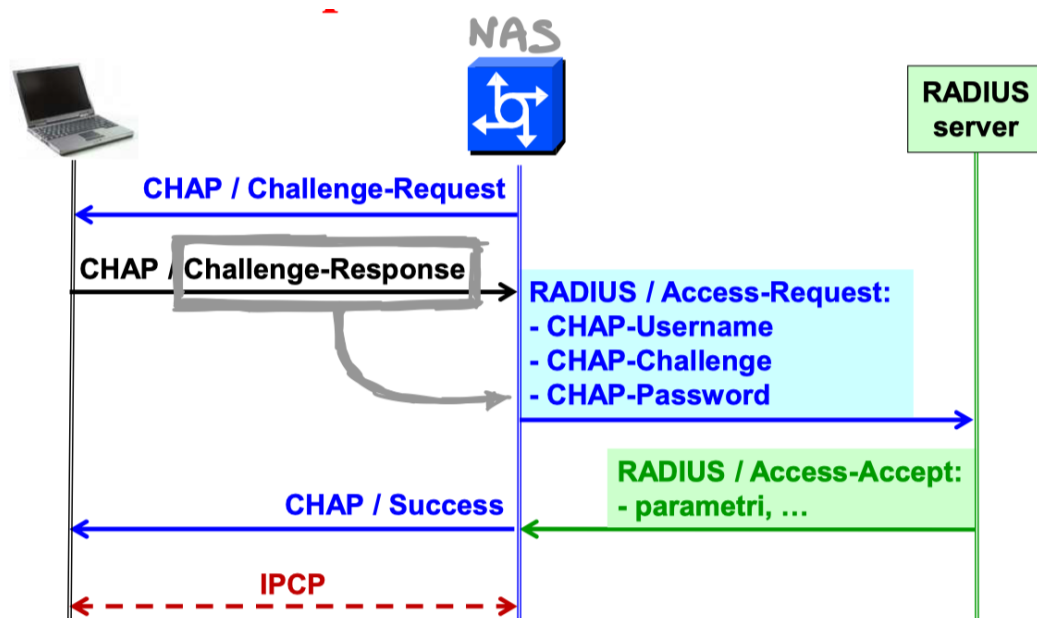 NAS
RADIUS
server
CHAP / Challenge-Request
CHAP / Challenge-Response
RADIUS / Access-Request:
- CHAP-Username
- CHAP-Challenge
- CHAP-Password
RADIUS / Access-Accept:
- parametri, ...
CHAP / Success
IPCP